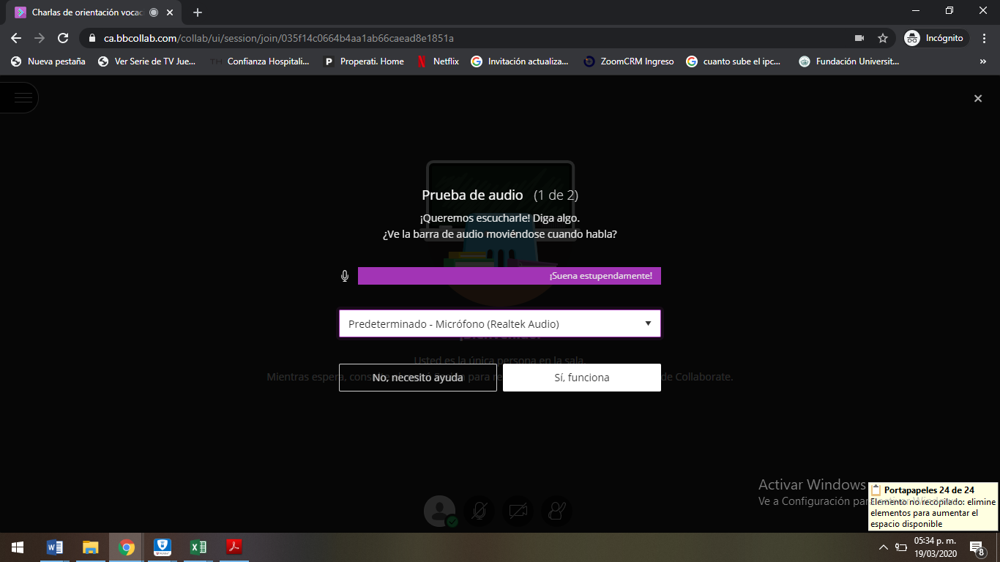 Charlas de orientación vocac
ca.bbcollab.com/collab/ui/session/join/035f14c0664b4aa1ab66caead8e1851a
Incógnito
Nueva pestaña
Ver Serie de TV Jue...
TH Confianza Hospitali...
P Properati. Home
N Netflix
G Invitación actualiza...
ZoomCRM Ingreso
G cuanto sube el ipc...
Fundación Universit...
»
Prueba de audio (1 de 2)
¡Queremos escucharle! Diga algo.
¿Ve la barra de audio moviéndose cuando habla?
¡Suena estupendamente!
Predeterminado - Micrófono (Realtek Audio)
Usted es la única persona en la sala.
No, necesito ayuda
Sí, funciona
Mientras espera, cons
para re
de Collaborate.
Activar Windows
Ve a Configuración par
Portapapeles 24 de 24
Elemento no recopilado: elimine
elementos para aumentar el
espacio disponible
05:34 p. m.
19/03/2020
8